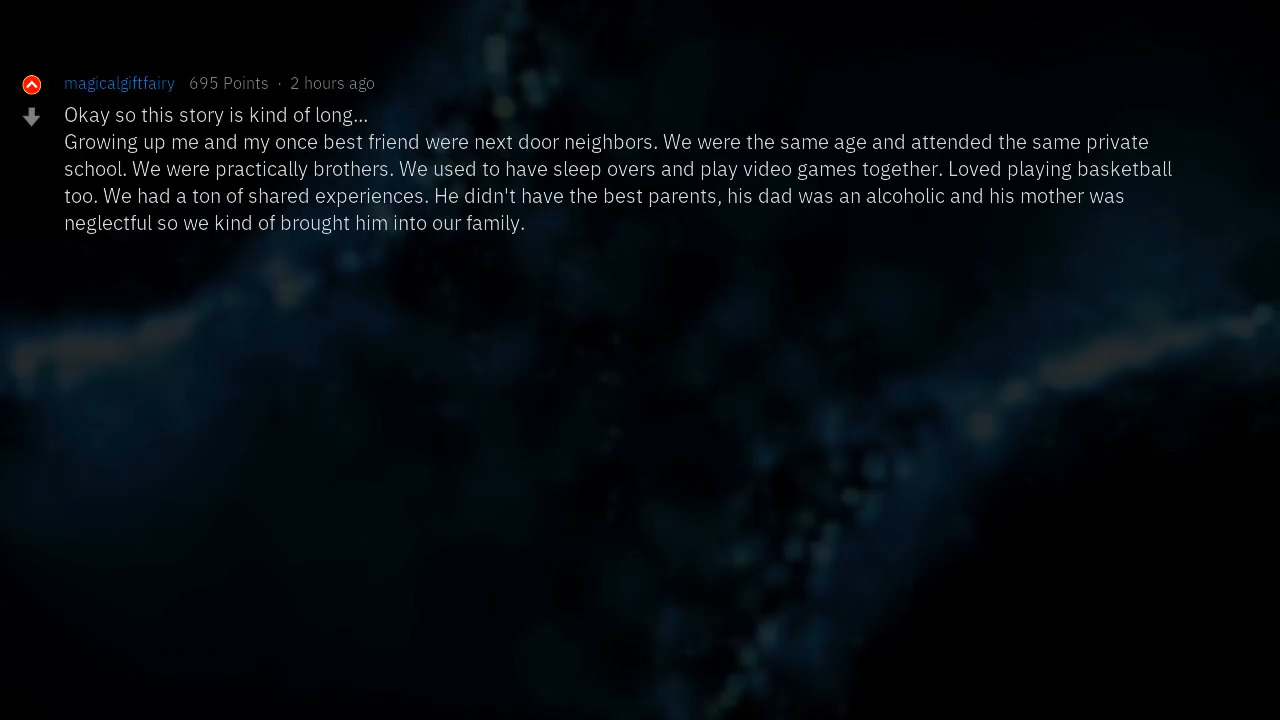 magicalgiftfairy 695 Points · 2 hours ago
Okay so this story is kind of long...
Growing up me and my once best friend were next door neighbors. We were the same age and attended the same private
school. We were practically brothers. We used to have sleep overs and play video games together. Loved playing basketball
too. We had a ton of shared experiences. He didn't have the best parents, his dad was an alcoholic and his mother was
neglectful so we kind of brought him into our family.